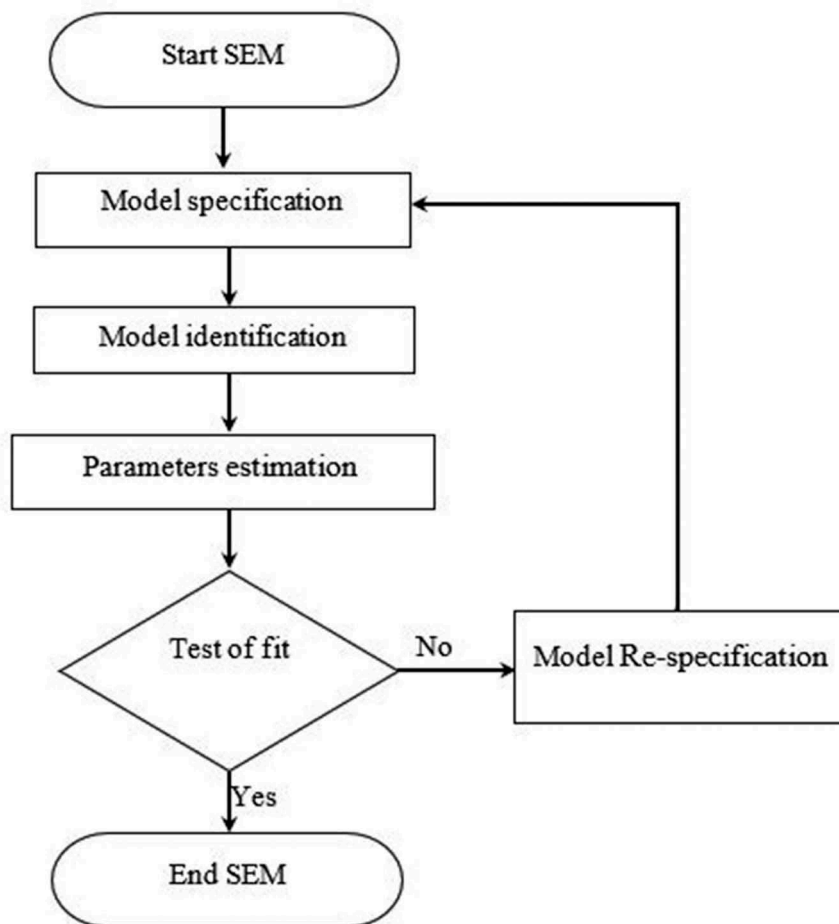 Start SEM
Model specification
Model identification
Parameters estimation
Test of fit
No
Model Re-specification
Yes
End SEM